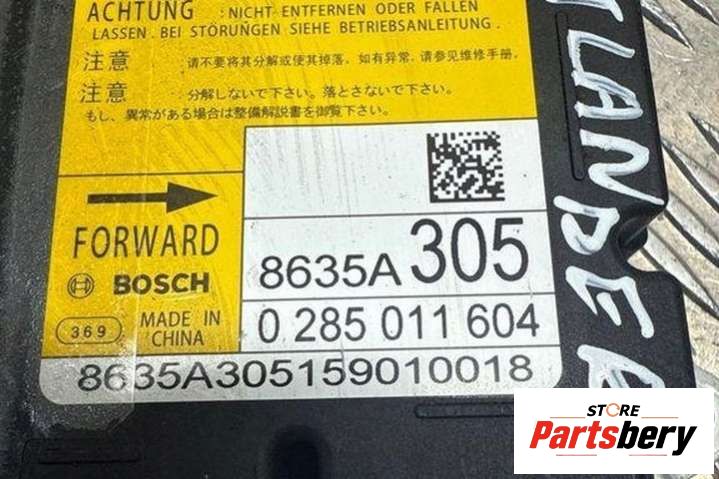 ACHTUNG : NICHT ENTFERNEN ODER FALLEN
LASSEN. BEI STÖRUNGEN SIEHE BETRIEBSANLEITUNG.
注意 : 请不要将其分解或使其掉落，如有异常，请参见维修手册．
注意 : 分解しないで下さい。落とさないで下さい。
もし、異常がある場合は整備解説書を御覧下さい。
FORWARD
BOSCH
369
MADE IN
CHINA
8635A 305
0 285 011 604
8635A305159010018
STORE
Partsbery